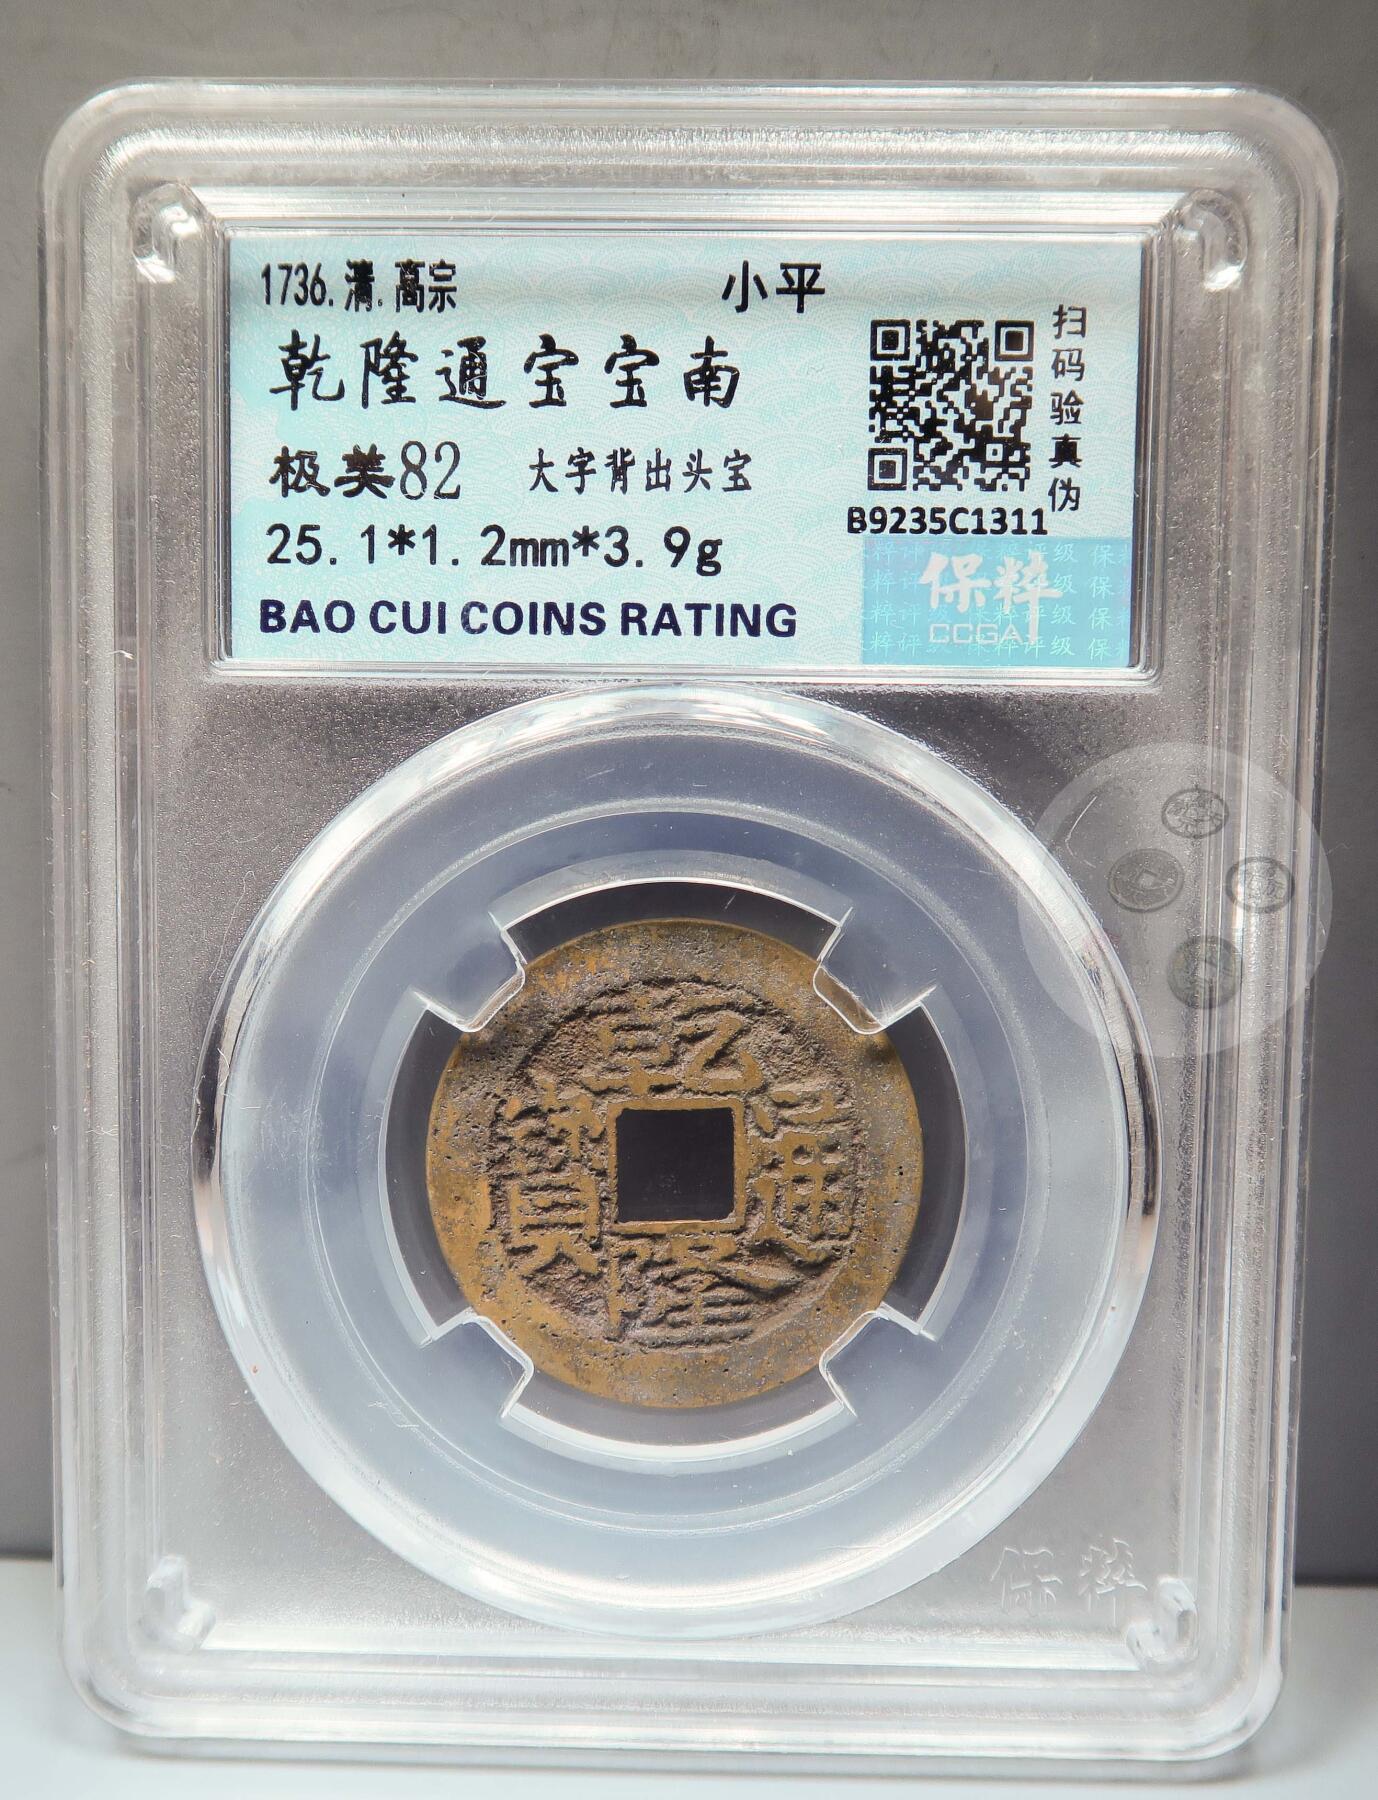 1736.清.高宗 小平
乾隆通宝宝南
极美82 大字背出头宝
25.1*1.2mm*3.9g
BAO CUI COINS RATING
扫码验真伪
B9235C1311
保粹
CCGA
乾隆通寶
保粹